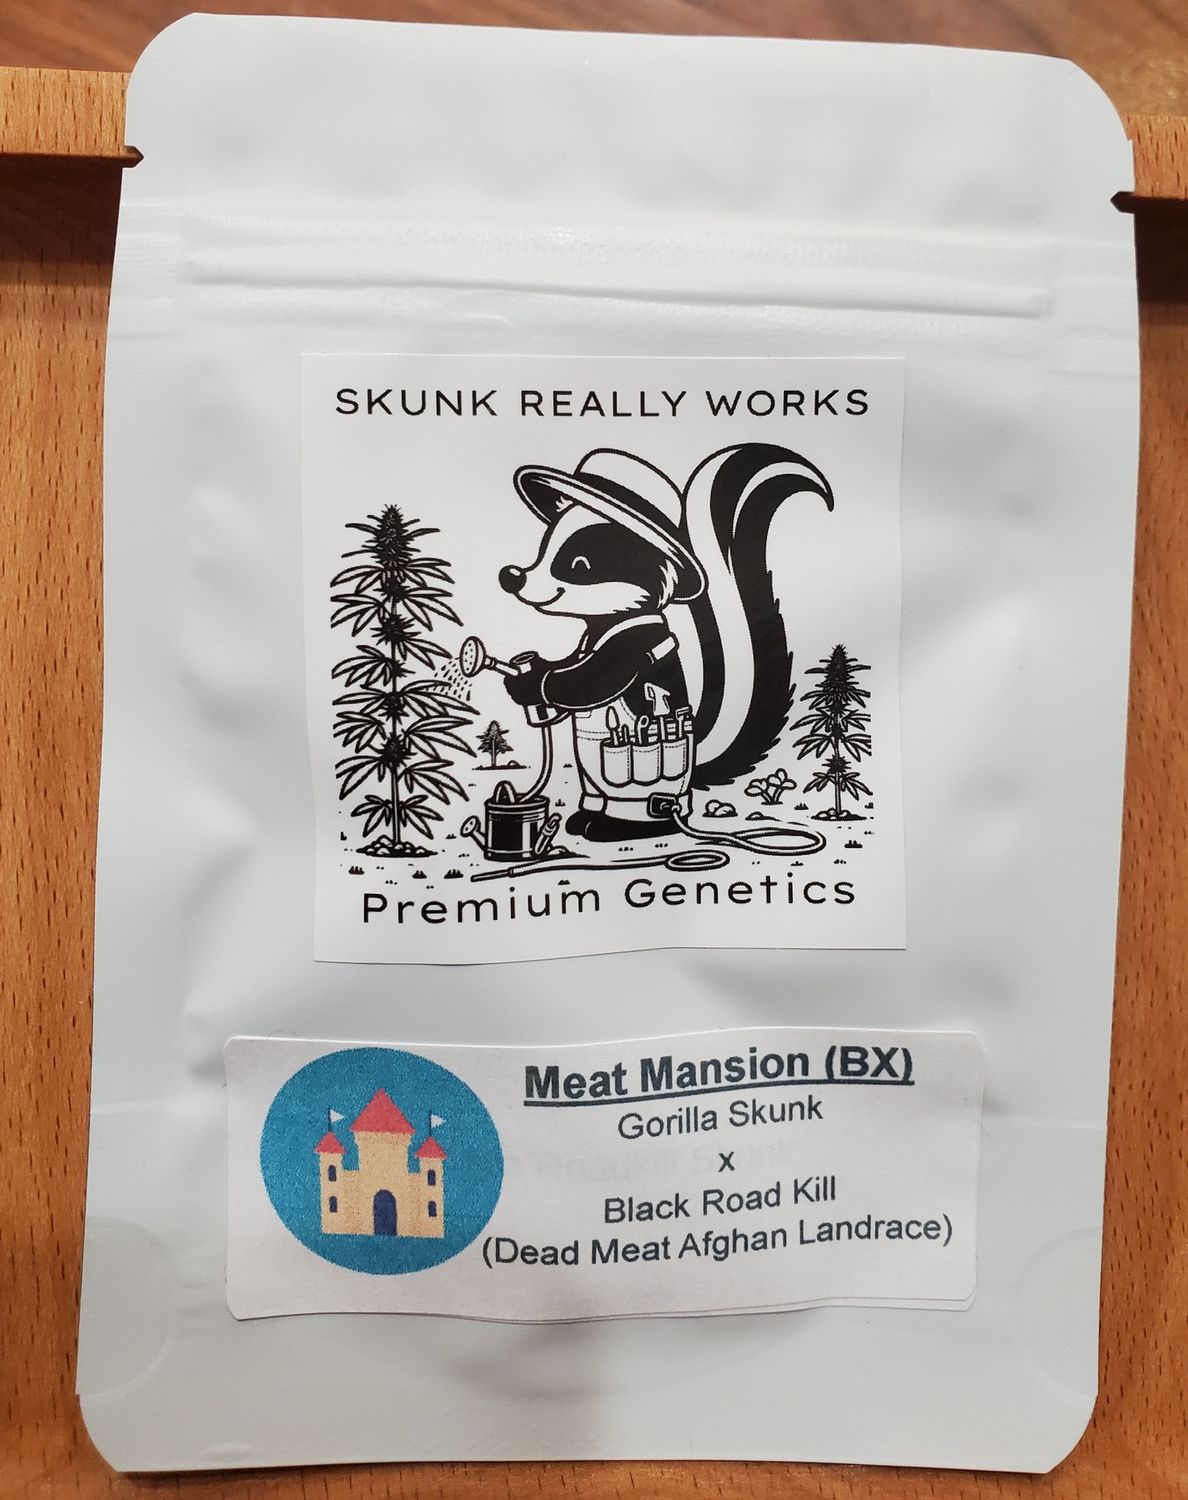 SKUNK REALLY WORKS
Premium Genetics
Meat Mansion (BX)
Gorilla Skunk
x
Black Road Kill
(Dead Meat Afghan Landrace)